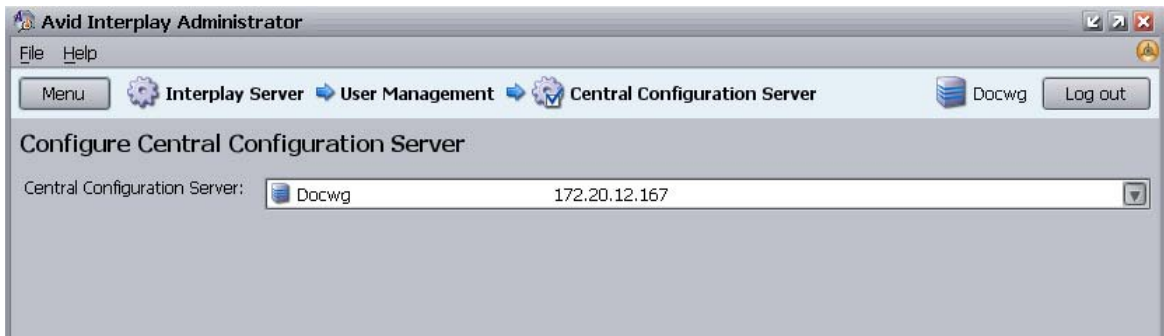 Avid Interplay Administrator
File Help
Menu Interplay Server User Management Central Configuration Server Docwg Log out
Configure Central Configuration Server
Central Configuration Server: Docwg 172.20.12.167